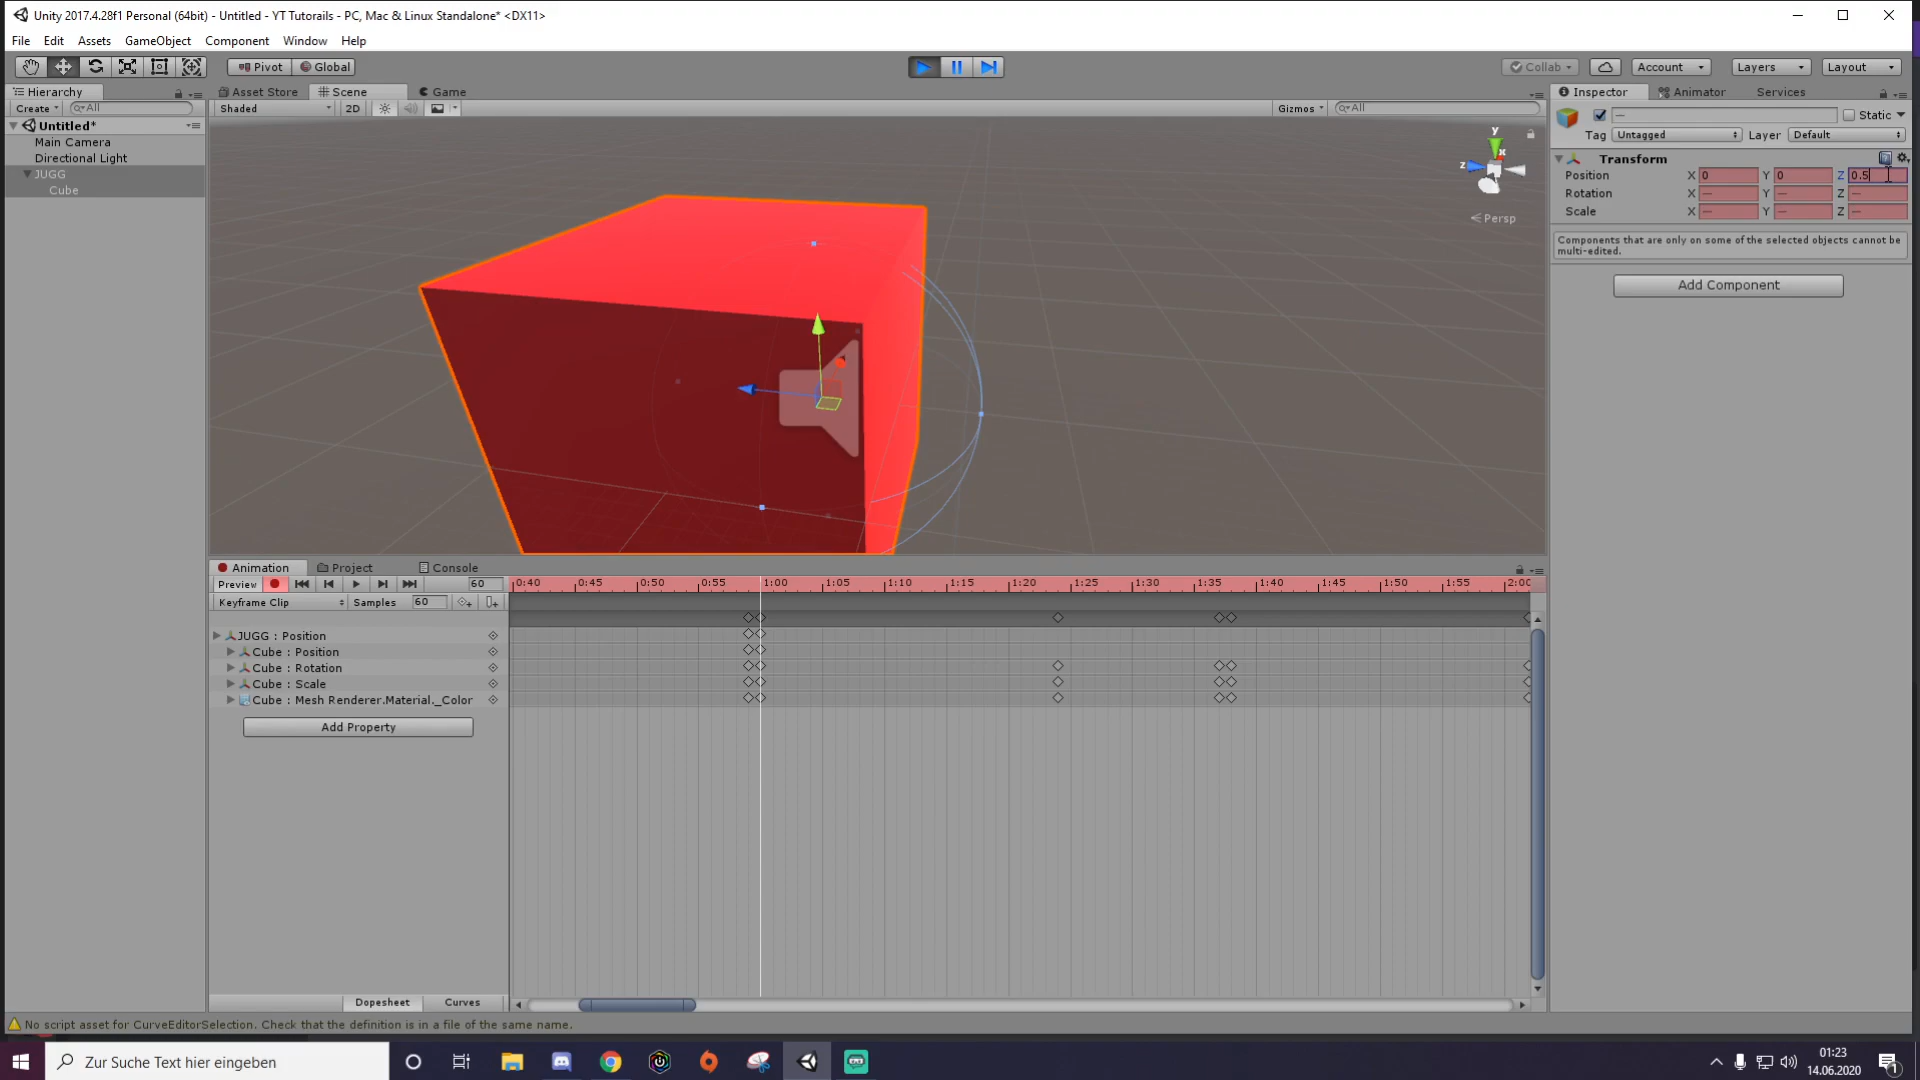 Unity 2017.4.28f1 Personal (64bit) - Untitled - YT Tutorails - PC, Mac & Linux Standalone* <DX11>
File Edit Assets GameObject Component Window Help
Pivot Global Collab Account Layers Layout
Hierarchy Asset Store Scene Game Inspector Animator Services
Create All Shaded 2D Gizmos All
Static
Untitled*
Tag Untagged Layer Default
Main Camera
Directional Light
JUGG
Cube
Transform
Position X 0 Y 0 Z 0.5
Rotation X — Y — Z —
Scale X — Y — Z —
Components that are only on some of the selected objects cannot be
multi-edited.
Add Component
y
x
z
Persp
Animation Project Console
Preview 60 0:40 0:45 0:50 0:55 1:00 1:05 1:10 1:15 1:20 1:25 1:30 1:35 1:40 1:45 1:50 1:55 2:00
Keyframe Clip Samples 60
JUGG : Position
Cube : Position
Cube : Rotation
Cube : Scale
Cube : Mesh Renderer.Material._Color
Add Property
Dopesheet Curves
No script asset for CurveEditorSelection. Check that the definition is in a file of the same name.
Zur Suche Text hier eingeben
01:23
14.06.2020
1